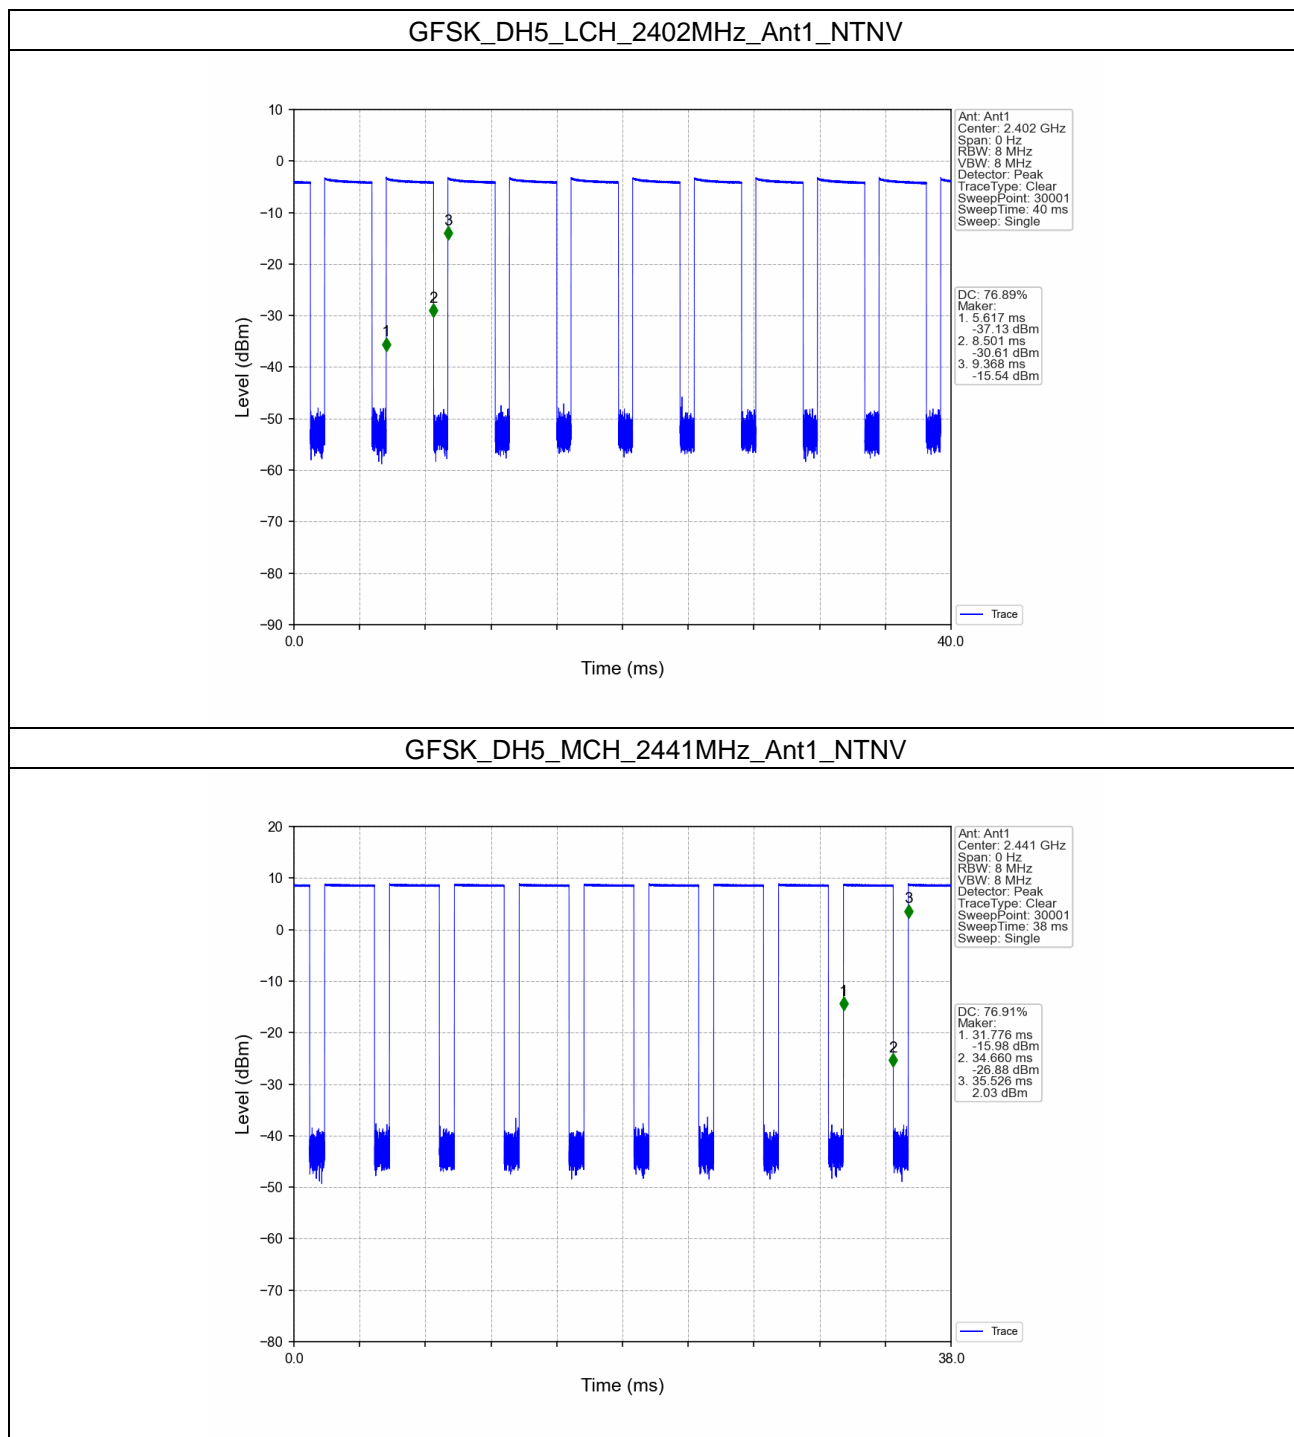 GFSK_DH5_LCH_2402MHz_Ant1_NTNV
10
0
−10
−20
−30
−40
−50
−60
−70
−80
−90
Level (dBm)
0.0
40.0
Time (ms)
1
2
3
Ant: Ant1
Center: 2.402 GHz
Span: 0 Hz
RBW: 8 MHz
VBW: 8 MHz
Detector: Peak
TraceType: Clear
SweepPoint: 30001
SweepTime: 40 ms
Sweep: Single
DC: 76.89%
Maker:
1. 5.617 ms
-37.13 dBm
2. 8.501 ms
-30.61 dBm
3. 9.368 ms
-15.54 dBm
Trace
GFSK_DH5_MCH_2441MHz_Ant1_NTNV
20
10
0
−10
−20
−30
−40
−50
−60
−70
−80
Level (dBm)
0.0
38.0
Time (ms)
1
2
3
Ant: Ant1
Center: 2.441 GHz
Span: 0 Hz
RBW: 8 MHz
VBW: 8 MHz
Detector: Peak
TraceType: Clear
SweepPoint: 30001
SweepTime: 38 ms
Sweep: Single
DC: 76.91%
Maker:
1. 31.776 ms
-15.98 dBm
2. 34.660 ms
-26.88 dBm
3. 35.526 ms
2.03 dBm
Trace